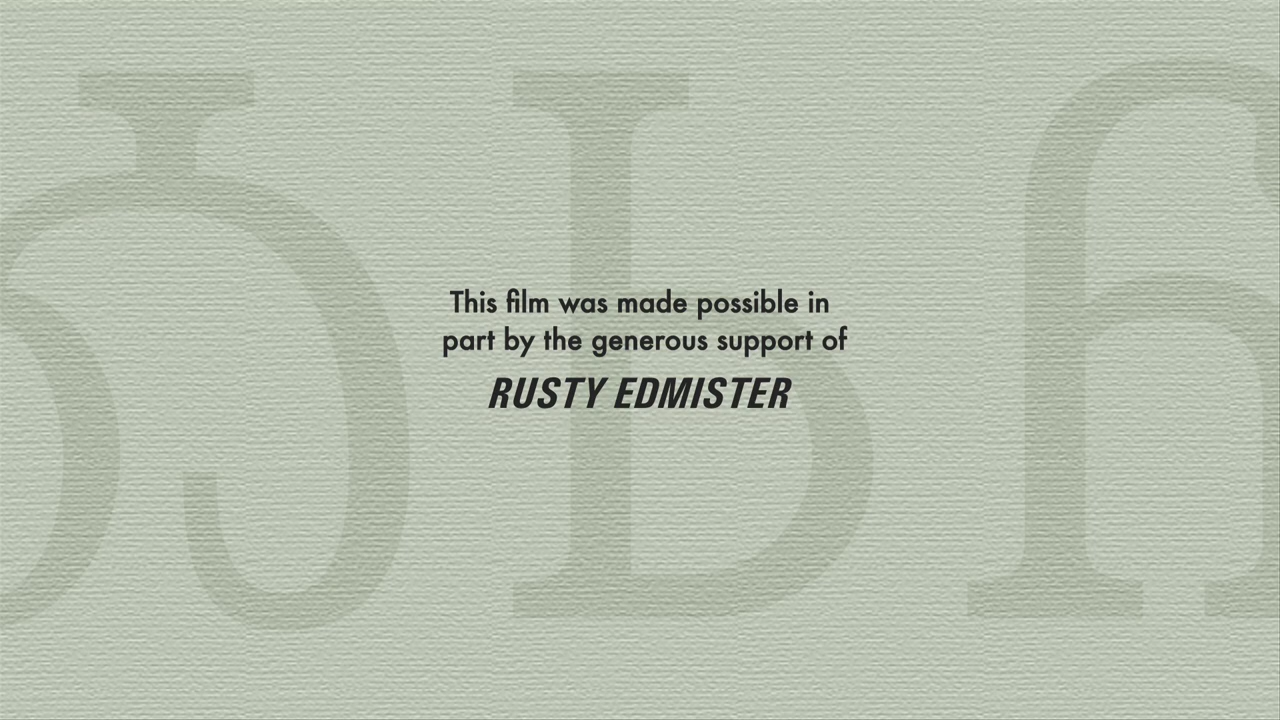 This film was made possible in
part by the generous support of
RUSTY EDMISTER